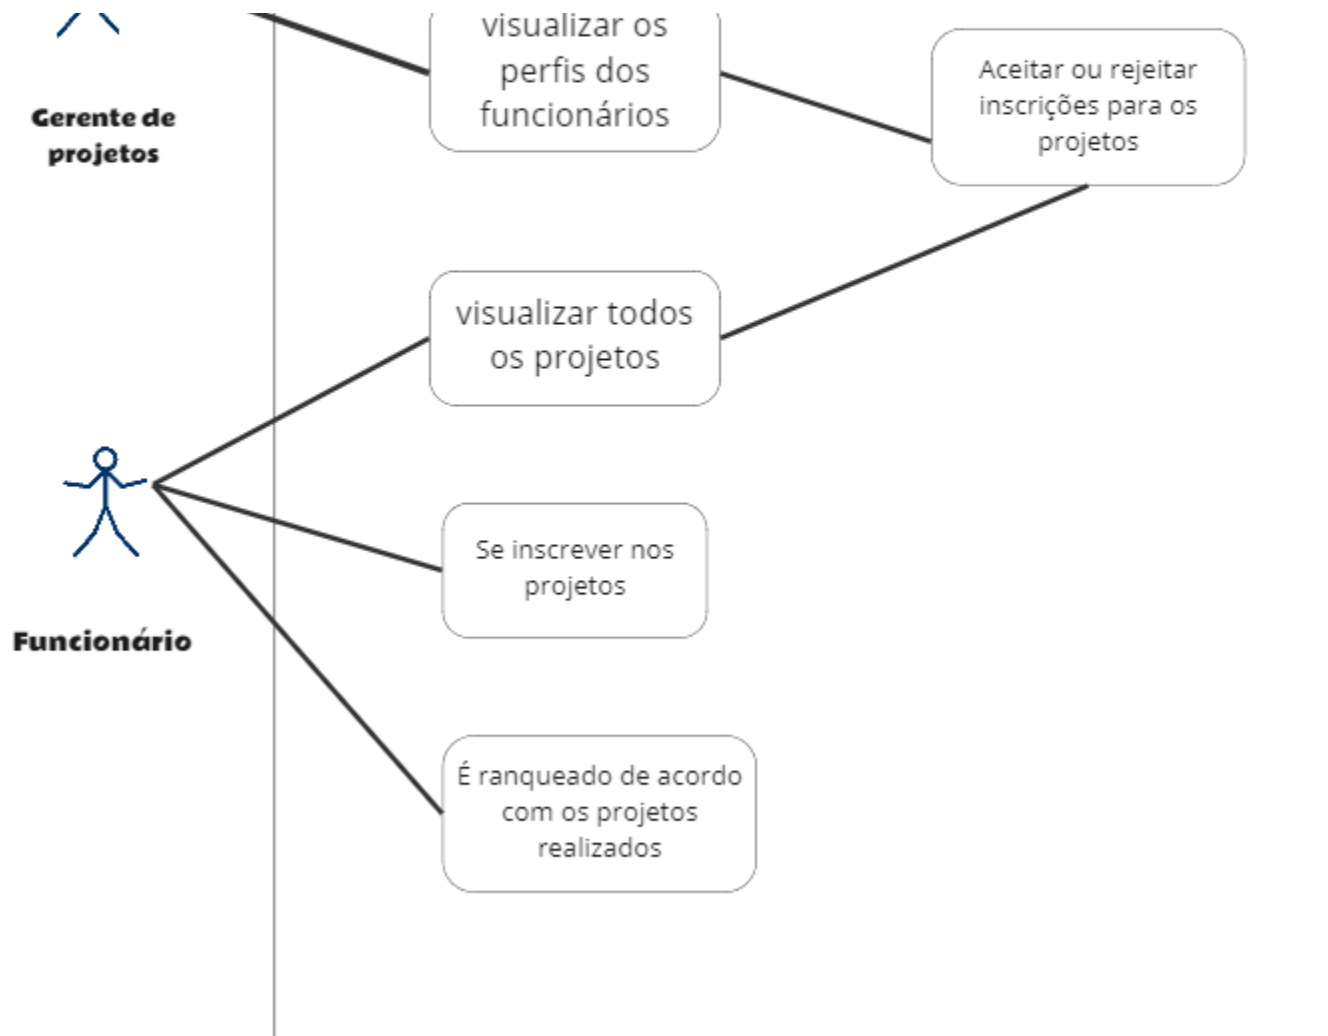 visualizar os
perfis dos
funcionários
Aceitar ou rejeitar
inscrições para os
projetos
Gerente de
projetos
visualizar todos
os projetos
Se inscrever nos
projetos
Funcionário
É ranqueado de acordo
com os projetos
realizados